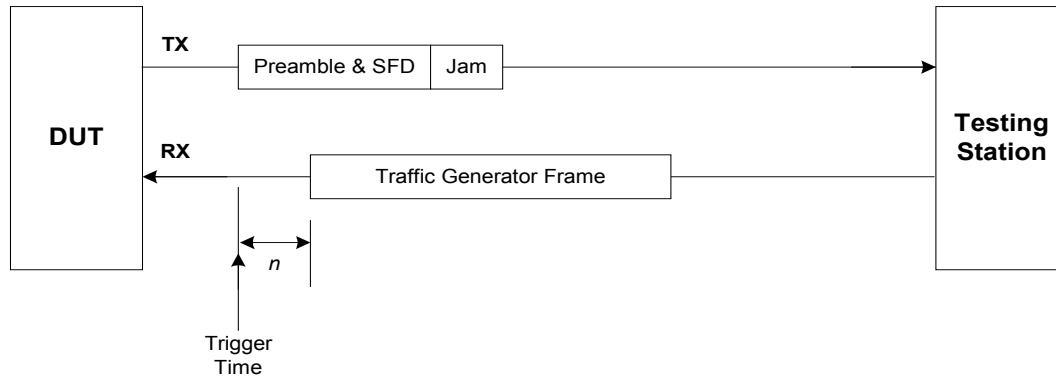 TX
Preamble & SFD
Jam
DUT
Testing
Station
RX
Traffic Generator Frame
n
Trigger
Time